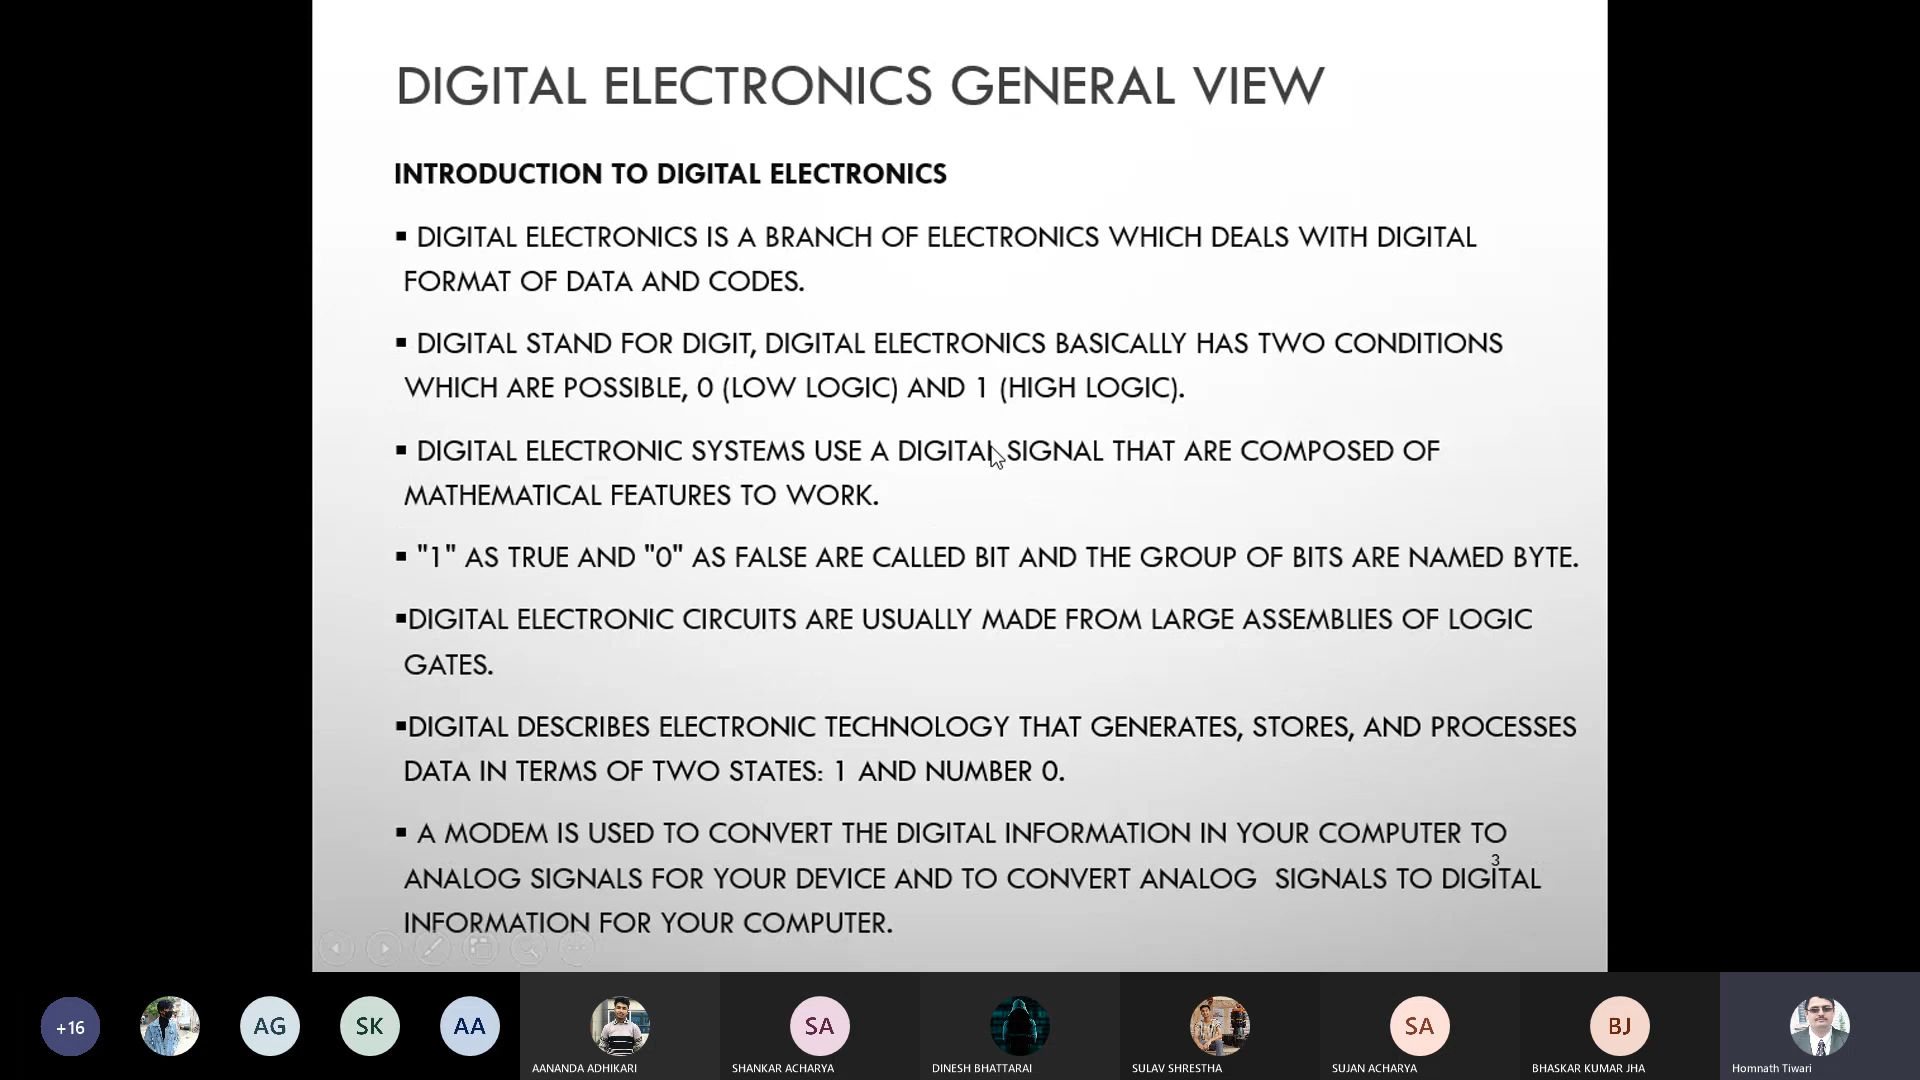 DIGITAL ELECTRONICS GENERAL VIEW
INTRODUCTION TO DIGITAL ELECTRONICS
▪ DIGITAL ELECTRONICS IS A BRANCH OF ELECTRONICS WHICH DEALS WITH DIGITAL
FORMAT OF DATA AND CODES.
▪ DIGITAL STAND FOR DIGIT, DIGITAL ELECTRONICS BASICALLY HAS TWO CONDITIONS
WHICH ARE POSSIBLE, 0 (LOW LOGIC) AND 1 (HIGH LOGIC).
▪ DIGITAL ELECTRONIC SYSTEMS USE A DIGITAL SIGNAL THAT ARE COMPOSED OF
MATHEMATICAL FEATURES TO WORK.
▪ "1" AS TRUE AND "0" AS FALSE ARE CALLED BIT AND THE GROUP OF BITS ARE NAMED BYTE.
▪DIGITAL ELECTRONIC CIRCUITS ARE USUALLY MADE FROM LARGE ASSEMBLIES OF LOGIC
GATES.
▪DIGITAL DESCRIBES ELECTRONIC TECHNOLOGY THAT GENERATES, STORES, AND PROCESSES
DATA IN TERMS OF TWO STATES: 1 AND NUMBER 0.
▪ A MODEM IS USED TO CONVERT THE DIGITAL INFORMATION IN YOUR COMPUTER TO
3
ANALOG SIGNALS FOR YOUR DEVICE AND TO CONVERT ANALOG  SIGNALS TO DIGITAL
INFORMATION FOR YOUR COMPUTER.
+16 AG SK AA SA SA BJ
AANANDA ADHIKARI SHANKAR ACHARYA DINESH BHATTARAI SULAV SHRESTHA SUJAN ACHARYA BHASKAR KUMAR JHA Homnath Tiwari